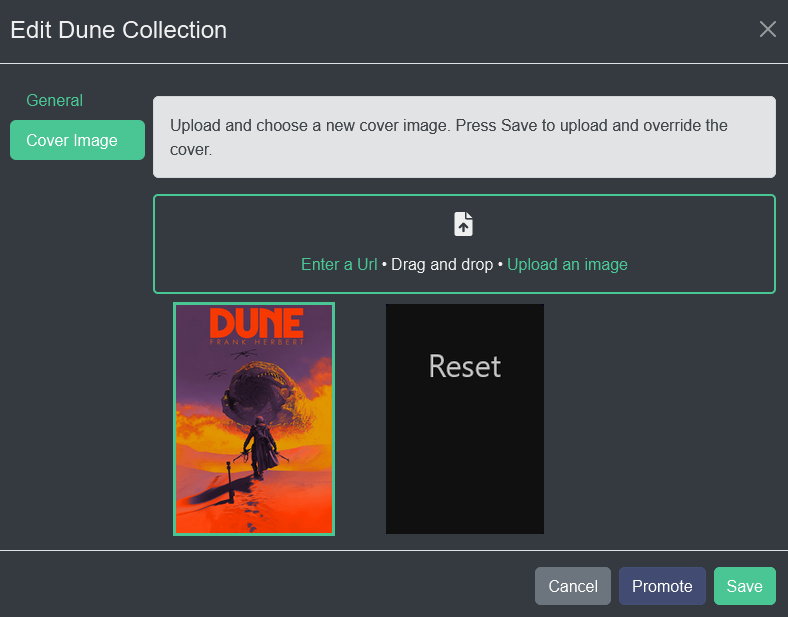 Edit Dune Collection
General
Cover Image
Upload and choose a new cover image. Press Save to upload and override the
cover.
Enter a Url • Drag and drop • Upload an image
DUNE
FRANK HERBERT
Reset
Cancel
Promote
Save